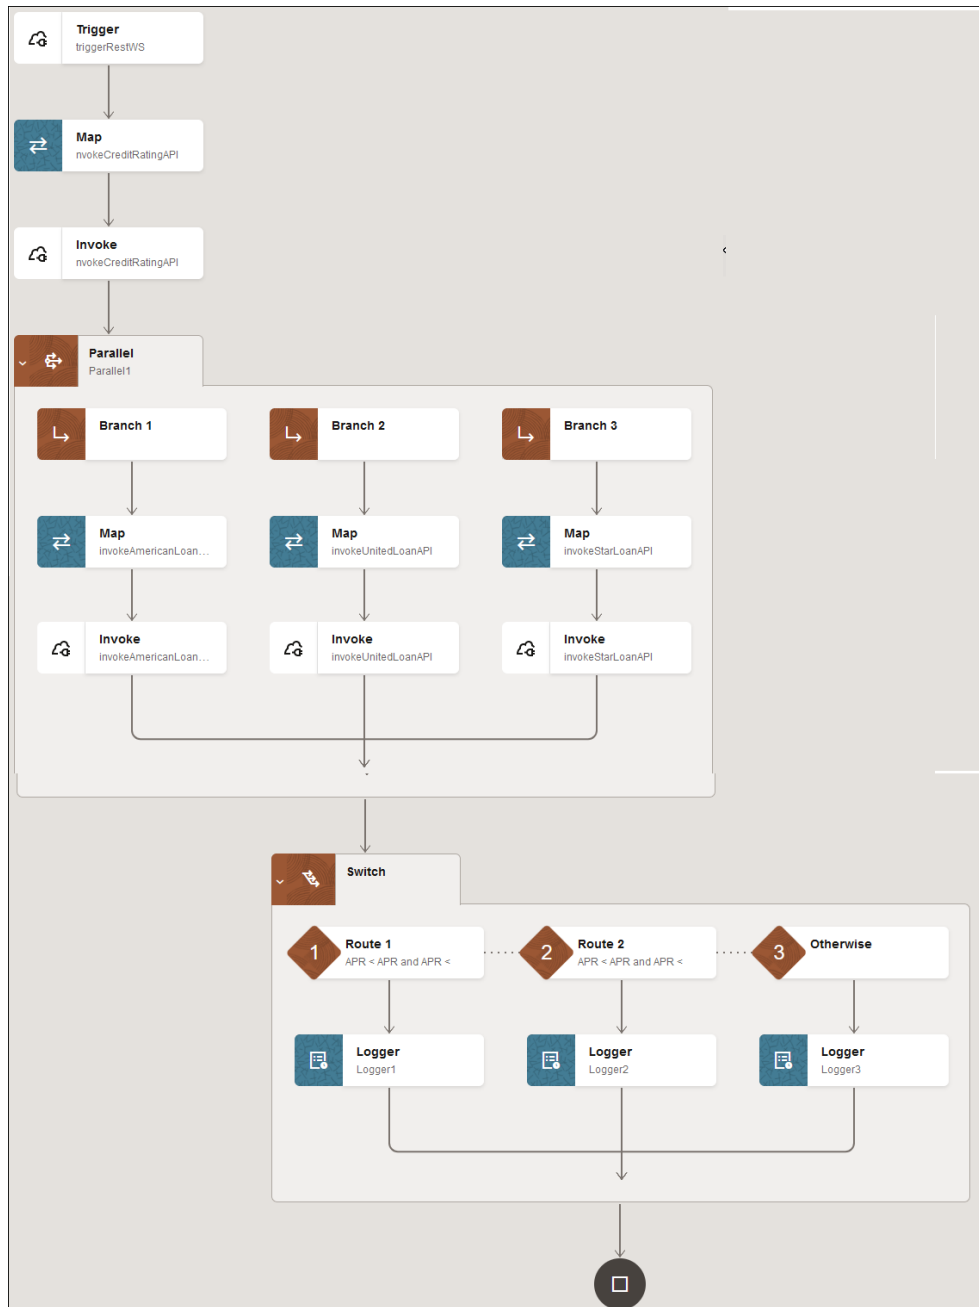 Trigger
triggerRestWS
Map
nvokeCreditRatingAPI
Invoke
nvokeCreditRatingAPI
Parallel
Parallel1
Branch 1
Branch 2
Branch 3
Map
invokeAmericanLoan...
Map
invokeUnitedLoanAPI
Map
invokeStarLoanAPI
Invoke
invokeAmericanLoan...
Invoke
invokeUnitedLoanAPI
Invoke
invokeStarLoanAPI
Switch
1
Route 1
APR < APR and APR <
2
Route 2
APR < APR and APR <
3
Otherwise
Logger
Logger1
Logger
Logger2
Logger
Logger3